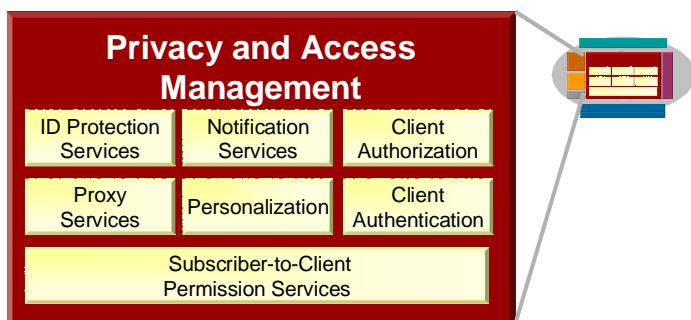 Privacy and Access
Management
ID Protection
Services
Notification
Services
Client
Authorization
Proxy
Services
Personalization
Client
Authentication
Subscriber-to-Client
Permission Services